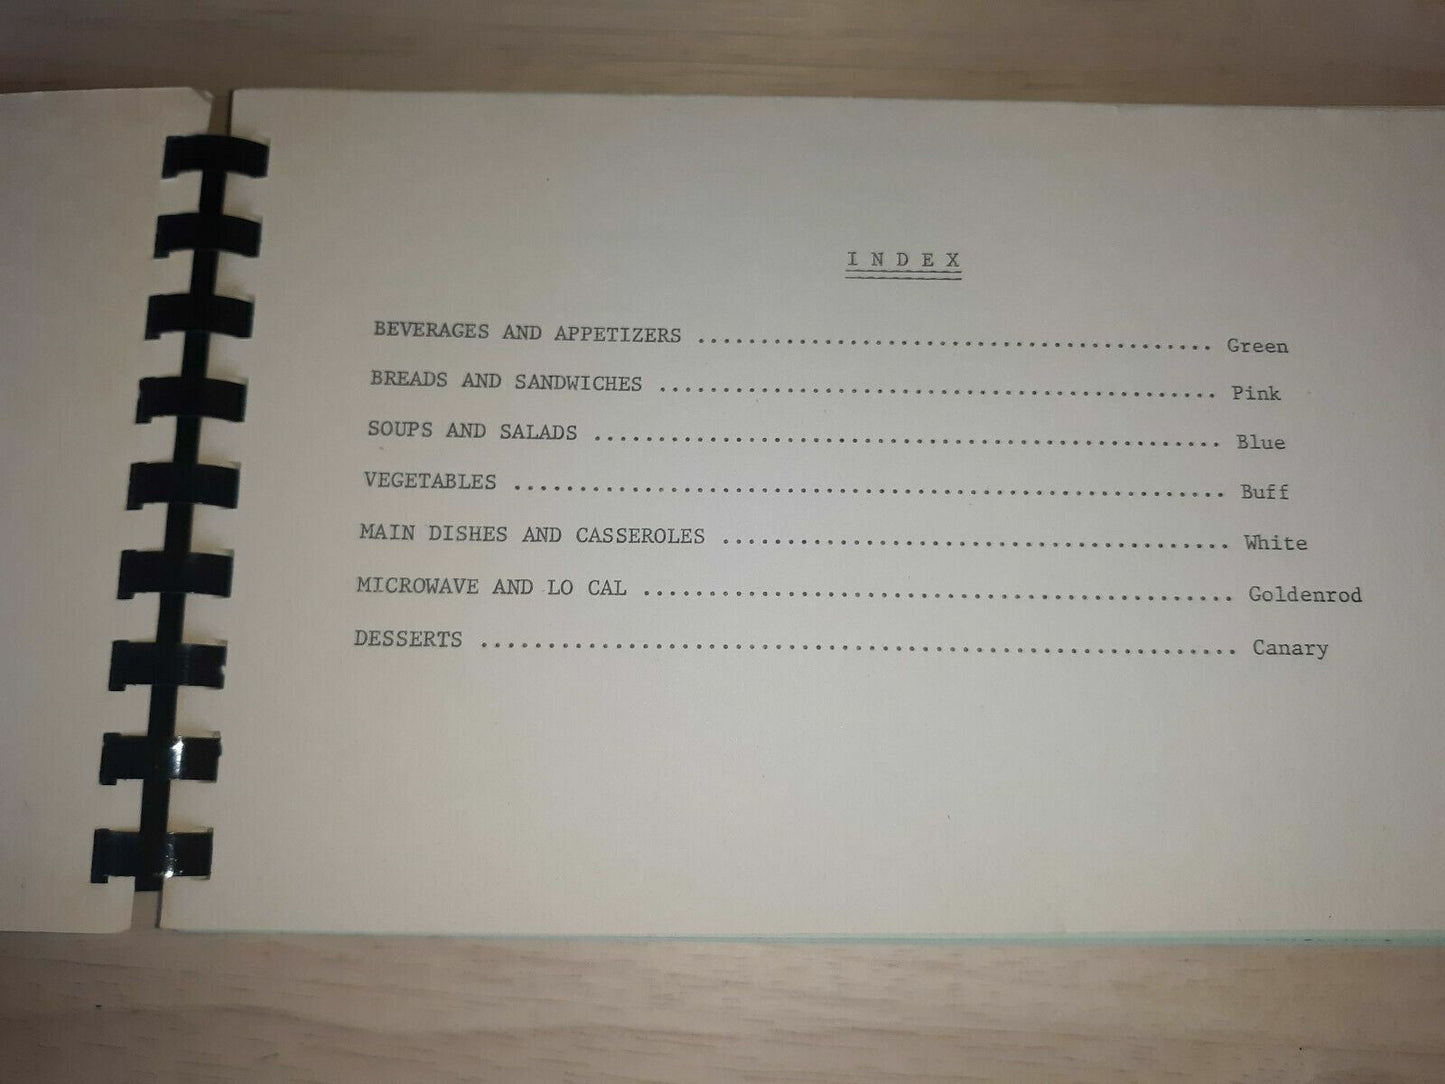 I N D E X
BEVERAGES AND APPETIZERS ........................................ Green
BREADS AND SANDWICHES ........................................... Pink
SOUPS AND SALADS ................................................ Blue
VEGETABLES ...................................................... Buff
MAIN DISHES AND CASSEROLES ...................................... White
MICROWAVE AND LO CAL ............................................ Goldenrod
DESSERTS ........................................................ Canary